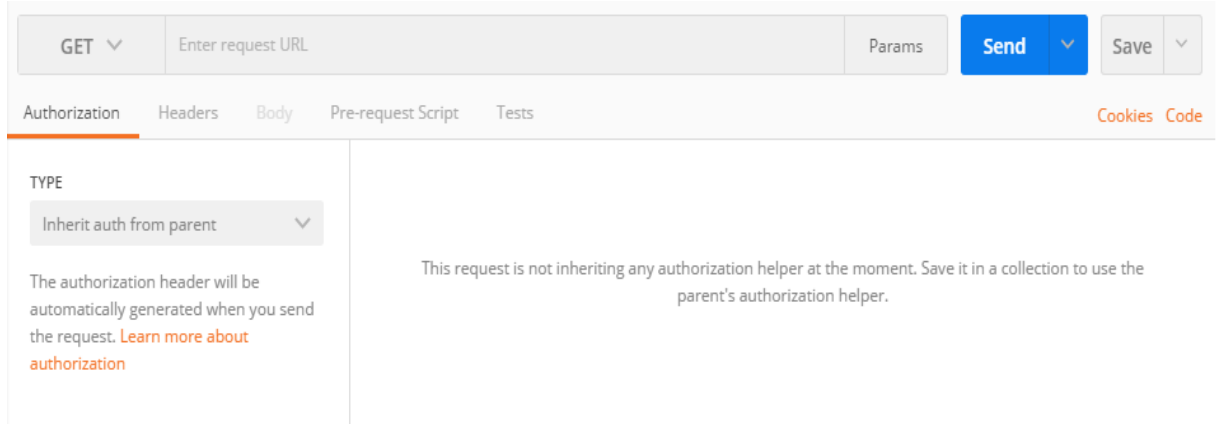 GET Enter request URL Params Send Save
Authorization Headers Body Pre-request Script Tests Cookies Code
TYPE
Inherit auth from parent
The authorization header will be
automatically generated when you send
the request. Learn more about
authorization
This request is not inheriting any authorization helper at the moment. Save it in a collection to use the
parent's authorization helper.